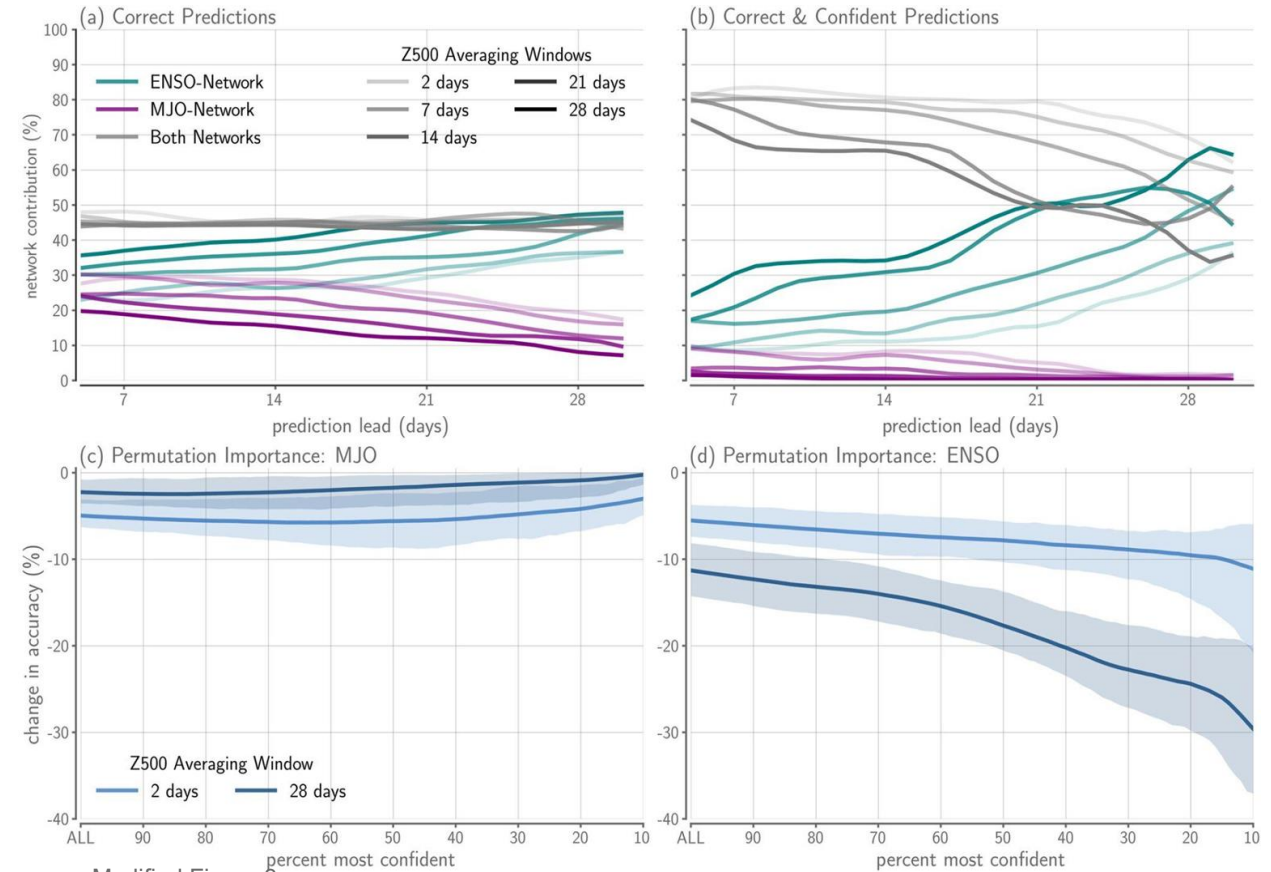 (a) Correct Predictions
(b) Correct & Confident Predictions
100
90
80
70
60
50
40
30
20
10
0
network contribution (%)
Z500 Averaging Windows
ENSO-Network
2 days
21 days
MJO-Network
7 days
28 days
Both Networks
14 days
7
14
21
28
7
14
21
28
prediction lead (days)
prediction lead (days)
(c) Permutation Importance: MJO
(d) Permutation Importance: ENSO
0
-10
-20
-30
-40
change in accuracy (%)
0
-10
-20
-30
-40
Z500 Averaging Window
2 days
28 days
ALL 90 80 70 60 50 40 30 20 10
ALL 90 80 70 60 50 40 30 20 10
percent most confident
percent most confident